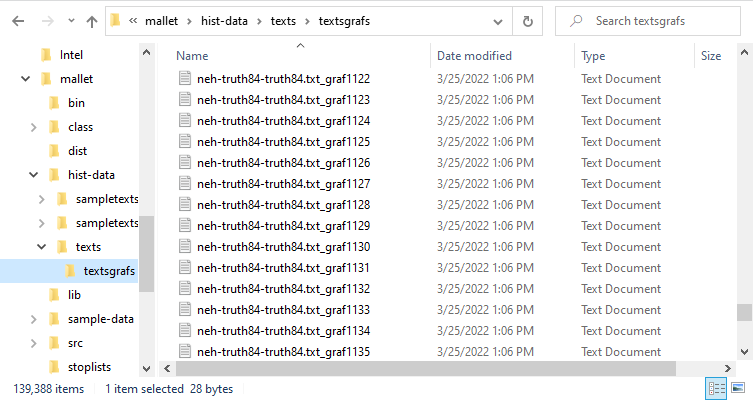 « mallet › hist-data › texts › textsgrafs
Search textsgrafs
Intel
mallet
bin
class
dist
hist-data
sampletexts
sampletexts
texts
textsgrafs
lib
sample-data
src
stoplists
Name Date modified Type Size
neh-truth84-truth84.txt_graf1122 3/25/2022 1:06 PM Text Document
neh-truth84-truth84.txt_graf1123 3/25/2022 1:06 PM Text Document
neh-truth84-truth84.txt_graf1124 3/25/2022 1:06 PM Text Document
neh-truth84-truth84.txt_graf1125 3/25/2022 1:06 PM Text Document
neh-truth84-truth84.txt_graf1126 3/25/2022 1:06 PM Text Document
neh-truth84-truth84.txt_graf1127 3/25/2022 1:06 PM Text Document
neh-truth84-truth84.txt_graf1128 3/25/2022 1:06 PM Text Document
neh-truth84-truth84.txt_graf1129 3/25/2022 1:06 PM Text Document
neh-truth84-truth84.txt_graf1130 3/25/2022 1:06 PM Text Document
neh-truth84-truth84.txt_graf1131 3/25/2022 1:06 PM Text Document
neh-truth84-truth84.txt_graf1132 3/25/2022 1:06 PM Text Document
neh-truth84-truth84.txt_graf1133 3/25/2022 1:06 PM Text Document
neh-truth84-truth84.txt_graf1134 3/25/2022 1:06 PM Text Document
neh-truth84-truth84.txt_graf1135 3/25/2022 1:06 PM Text Document
139,388 items 1 item selected 28 bytes